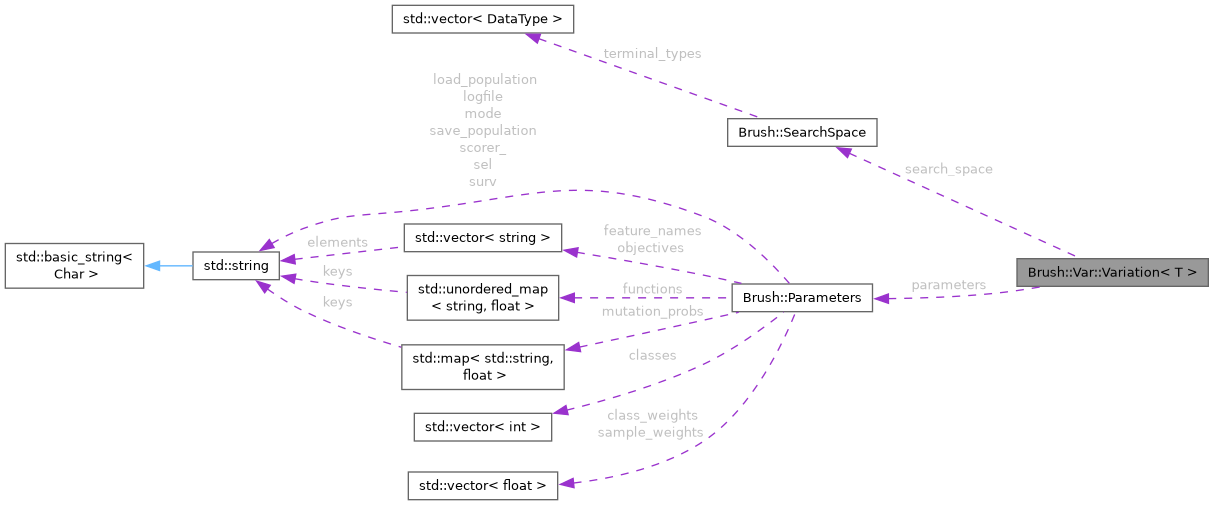 std::vector< DataType >
terminal_types
load_population
logfile
mode
save_population
scorer_
sel
surv
Brush::SearchSpace
search_space
std::vector< string >
feature_names
objectives
elements
std::basic_string<
Char >
std::string
keys
std::unordered_map
< string, float >
functions
Brush::Parameters
parameters
Brush::Var::Variation< T >
keys
mutation_probs
std::map< std::string,
float >
classes
std::vector< int >
class_weights
sample_weights
std::vector< float >